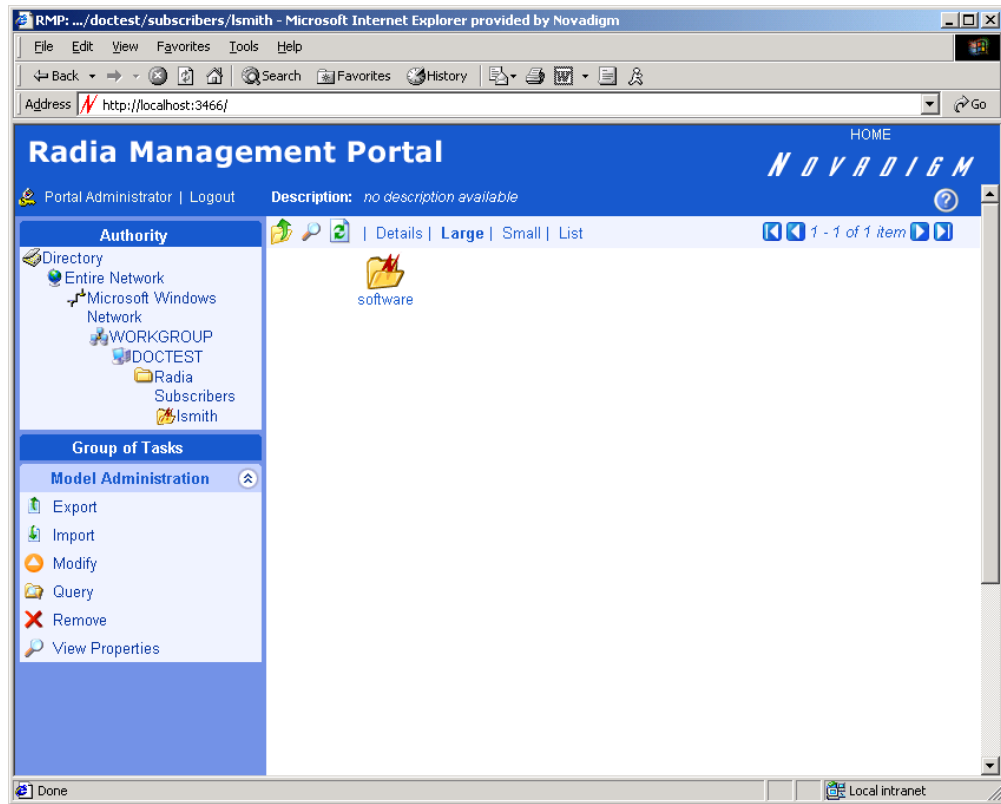 RMP: .../doctest/subscribers/lsmith - Microsoft Internet Explorer provided by Novadigm
File Edit View Favorites Tools Help
Back Search Favorites History
Address http://localhost:3466/ Go
HOME
Radia Management Portal
NOVADIGM
Portal Administrator | Logout Description: no description available
Authority
| Details | Large | Small | List
1 - 1 of 1 item
Directory
Entire Network
Microsoft Windows
Network
WORKGROUP
DOCTEST
Radia
Subscribers
lsmith
software
Group of Tasks
Model Administration
Export
Import
Modify
Query
Remove
View Properties
Done Local intranet